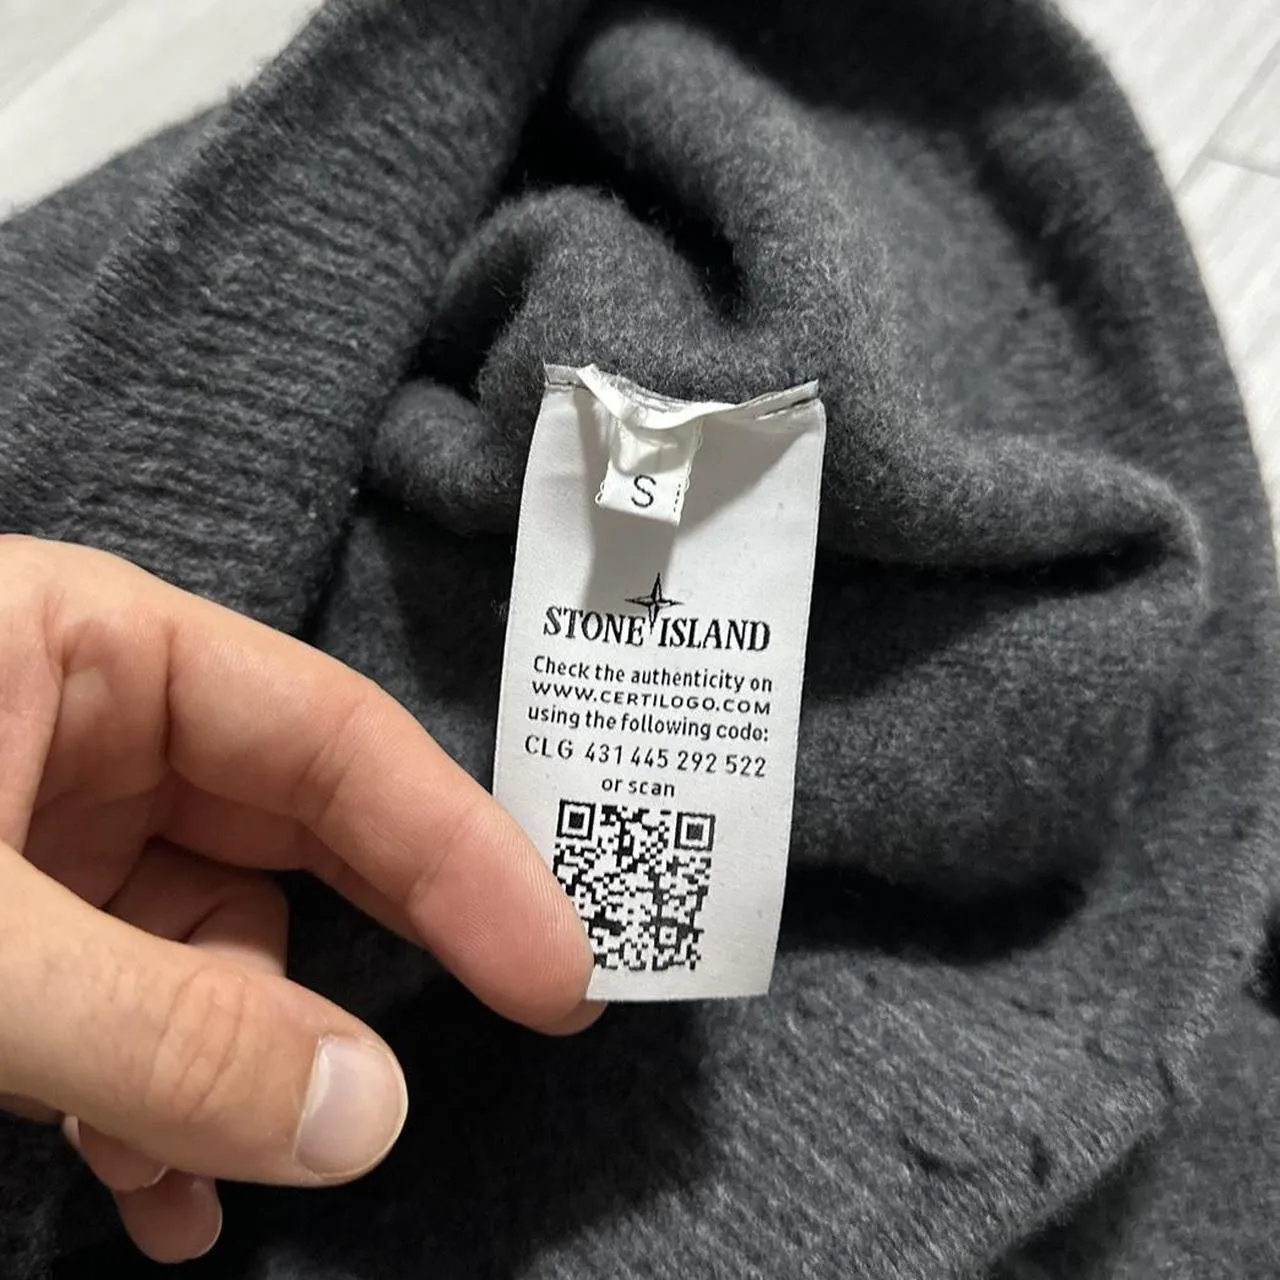 S
STONE ISLAND
Check the authenticity on
WWW.CERTILOGO.COM
using the following code:
CLG 431 445 292 522
or scan